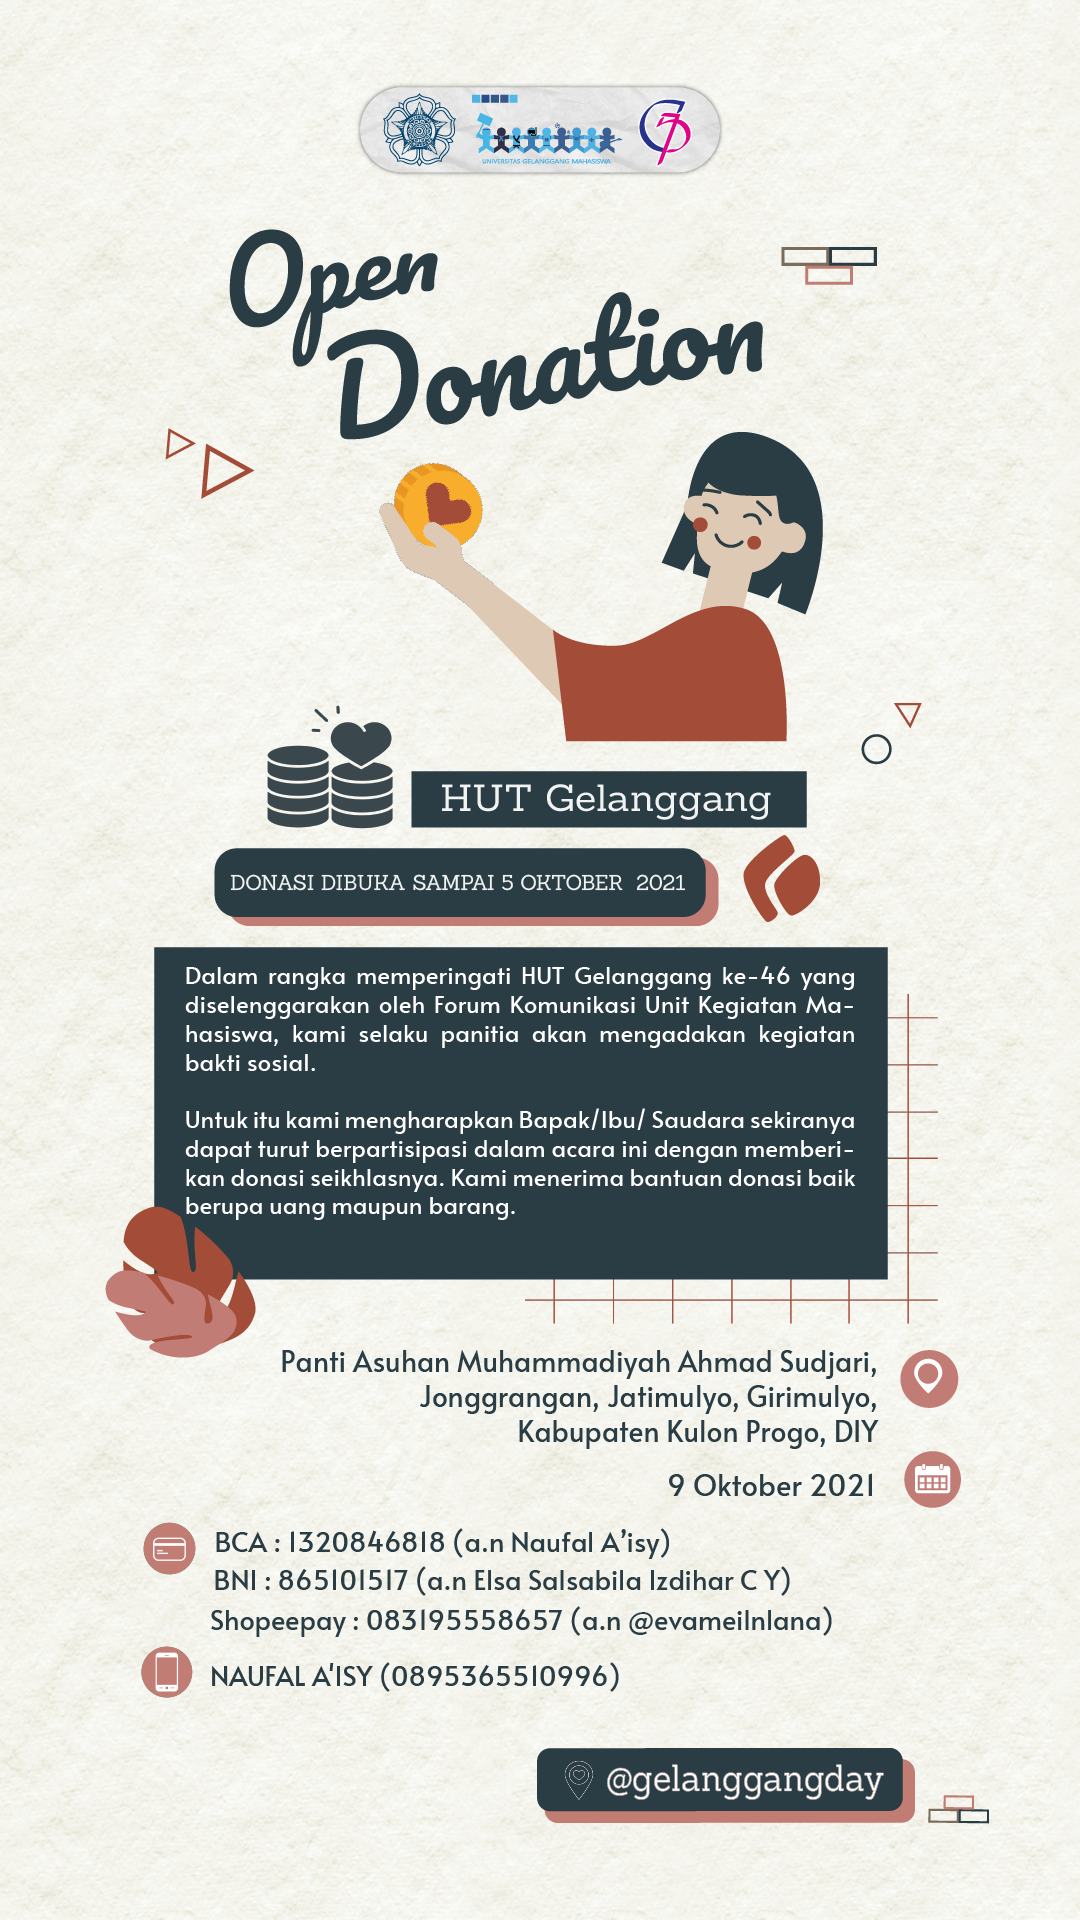 UNIVERSITAS GELANGGANG MAHASISWA
Open
Donation
HUT Gelanggang
DONASI DIBUKA SAMPAI 5 OKTOBER 2021
Dalam rangka memperingati HUT Gelanggang ke-46 yang
diselenggarakan oleh Forum Komunikasi Unit Kegiatan Ma-
hasiswa, kami selaku panitia akan mengadakan kegiatan
bakti sosial.
Untuk itu kami mengharapkan Bapak/Ibu/ Saudara sekiranya
dapat turut berpartisipasi dalam acara ini dengan memberi-
kan donasi seikhlasnya. Kami menerima bantuan donasi baik
berupa uang maupun barang.
Panti Asuhan Muhammadiyah Ahmad Sudjari,
Jonggrangan, Jatimulyo, Girimulyo,
Kabupaten Kulon Progo, DIY
9 Oktober 2021
BCA : 1320846818 (a.n Naufal A’isy)
BNI : 865101517 (a.n Elsa Salsabila Izdihar C Y)
Shopeepay : 083195558657 (a.n @evameilnlana)
NAUFAL A'ISY (0895365510996)
@gelanggangday